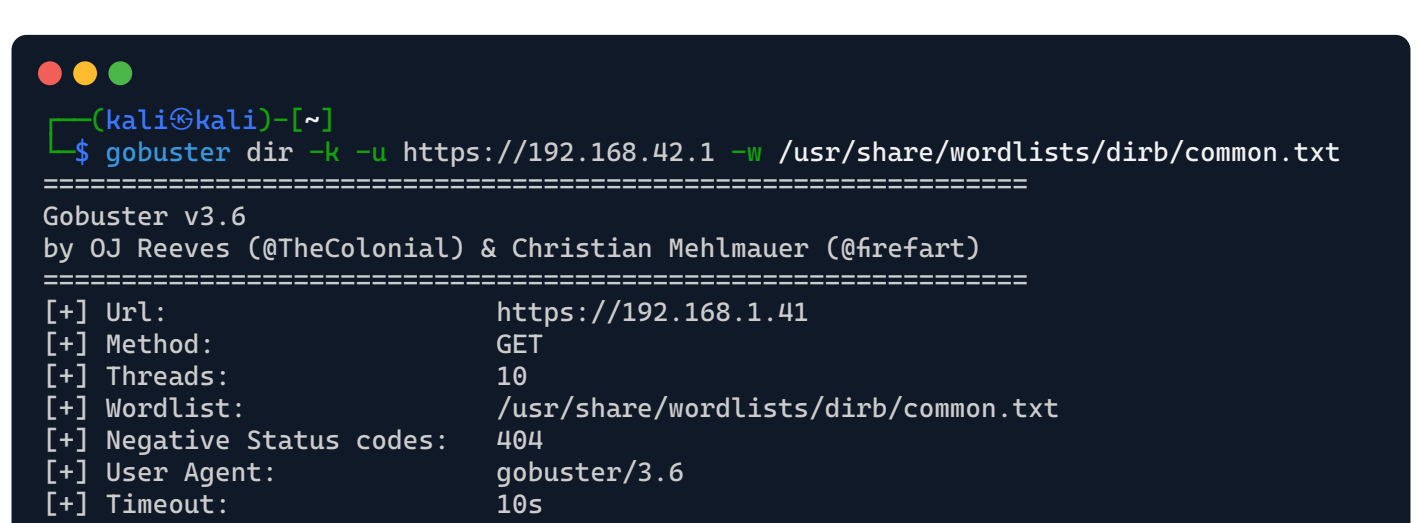 ┌──(kali㉿kali)-[~]
└─$ gobuster dir -k -u https://192.168.42.1 -w /usr/share/wordlists/dirb/common.txt
===============================================================
Gobuster v3.6
by OJ Reeves (@TheColonial) & Christian Mehlmauer (@firefart)
===============================================================
[+] Url:                     https://192.168.1.41
[+] Method:                  GET
[+] Threads:                 10
[+] Wordlist:                /usr/share/wordlists/dirb/common.txt
[+] Negative Status codes:   404
[+] User Agent:              gobuster/3.6
[+] Timeout:                 10s